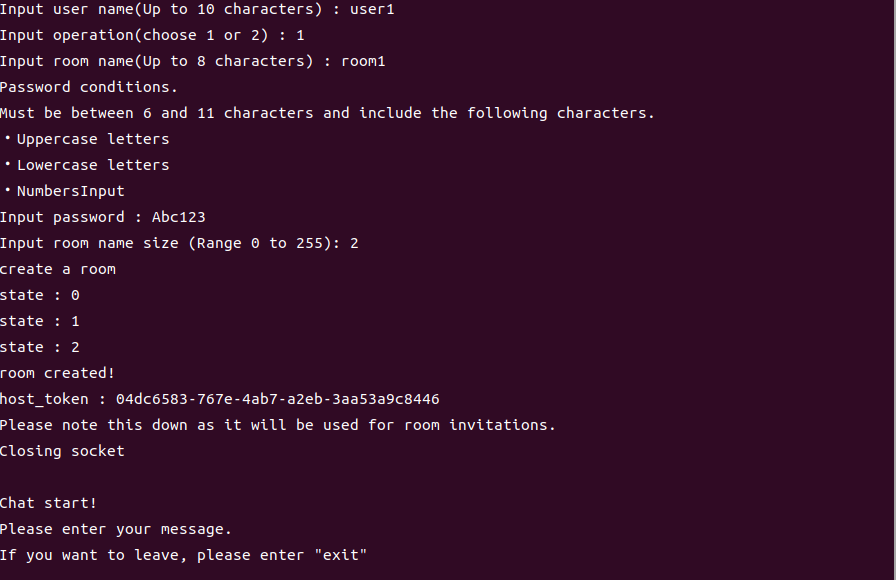 Input user name(Up to 10 characters) : user1
Input operation(choose 1 or 2) : 1
Input room name(Up to 8 characters) : room1
Password conditions.
Must be between 6 and 11 characters and include the following characters.
・Uppercase letters
・Lowercase letters
・NumbersInput
Input password : Abc123
Input room name size (Range 0 to 255): 2
create a room
state : 0
state : 1
state : 2
room created!
host_token : 04dc6583-767e-4ab7-a2eb-3aa53a9c8446
Please note this down as it will be used for room invitations.
Closing socket
Chat start!
Please enter your message.
If you want to leave, please enter "exit"